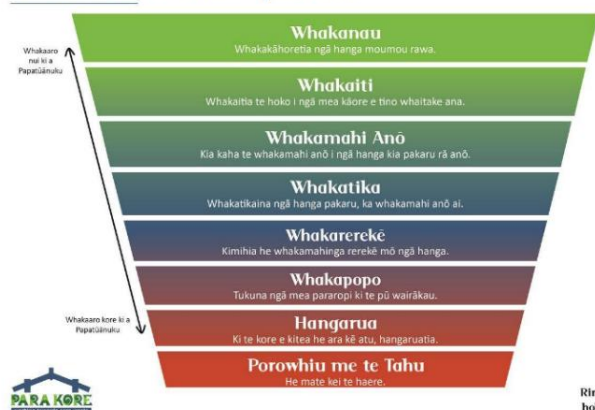 Whakanau
Whakakāhoretia ngā hanga moumou rawa.
Whakaaro
nui ki a
Papatūānuku
Whakaiti
Whakaitia te hoko i ngā mea kāore e tino whaitake ana.
Whakamahi Anō
Kia kaha te whakamahi anō i ngā hanga kia pakaru rā anō.
Whakatika
Whakatikaina ngā hanga pakaru, ka whakamahi anō ai.
Whakarerekē
Kimihia he whakamahinga rerekē mō ngā hanga.
Whakapopo
Tukuna ngā mea pararopi ki te pū wairākau.
Whakaaro kore ki a
Papatūānuku
Hangarua
Ki te kore e kitea he ara kē atu, hangaruatia.
Porowhiu me te Tahu
He mate kei te haere.
PARA KORE